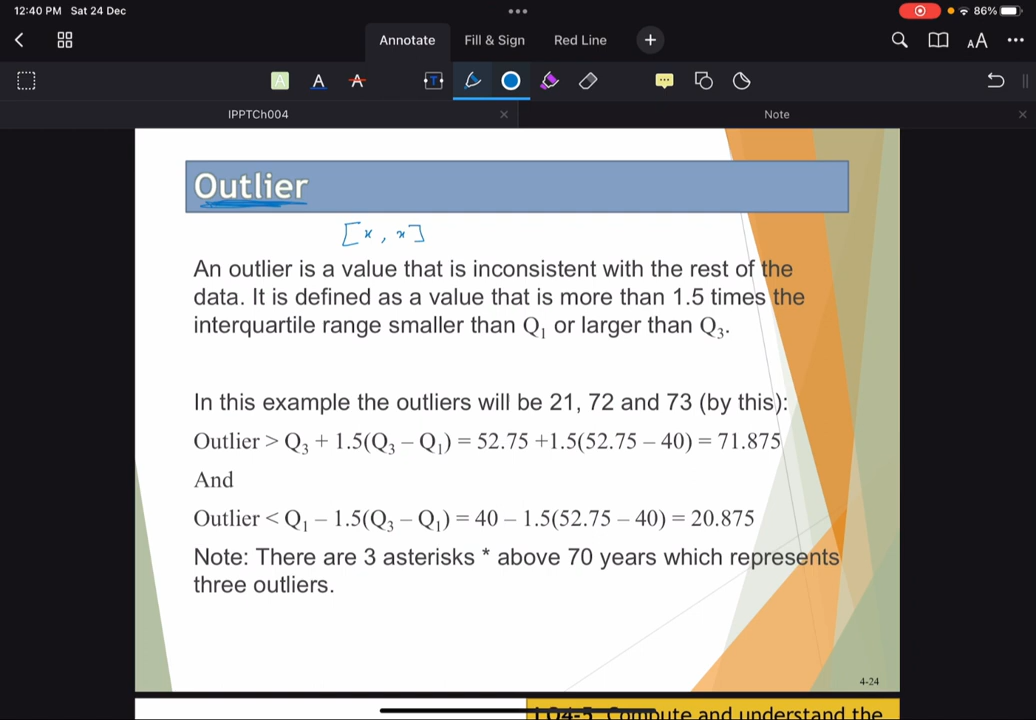 12:40 PM Sat 24 Dec
86%
Annotate Fill & Sign Red Line
IPPTCh004 Note
Outlier
[x, x]
An outlier is a value that is inconsistent with the rest of the
data. It is defined as a value that is more than 1.5 times the
interquartile range smaller than Q₁ or larger than Q₃.
In this example the outliers will be 21, 72 and 73 (by this):
Outlier > Q₃ + 1.5(Q₃ – Q₁) = 52.75 +1.5(52.75 – 40) = 71.875
And
Outlier < Q₁ – 1.5(Q₃ – Q₁) = 40 – 1.5(52.75 – 40) = 20.875
Note: There are 3 asterisks * above 70 years which represents
three outliers.
4-24
LO4-5 Compute and understand the